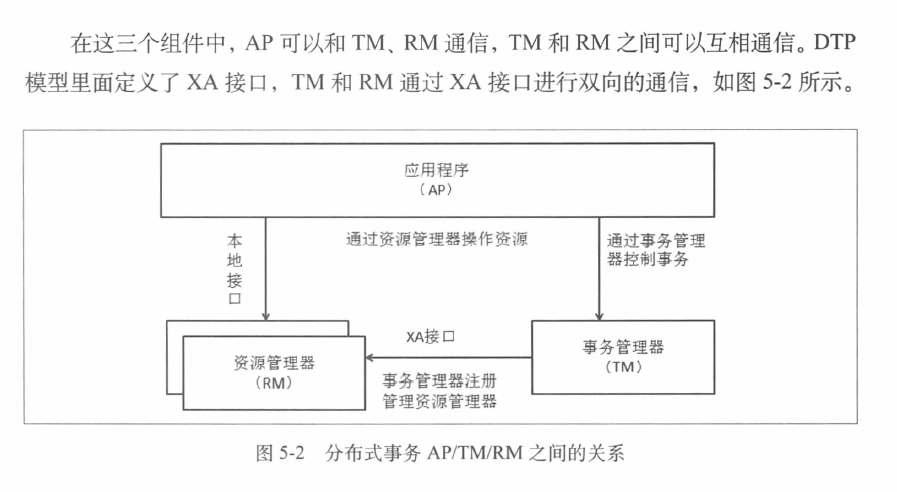 在这三个组件中，AP 可以和 TM、RM 通信，TM 和 RM 之间可以互相通信。DTP
模型里面定义了 XA 接口，TM 和 RM 通过 XA 接口进行双向的通信，如图 5-2 所示。
应用程序
（AP）
本地接口
通过资源管理器操作资源
通过事务管理
器控制事务
XA接口
资源管理器
（RM）
事务管理器
（TM）
事务管理器注册
管理资源管理器
图 5-2 分布式事务 AP/TM/RM 之间的关系